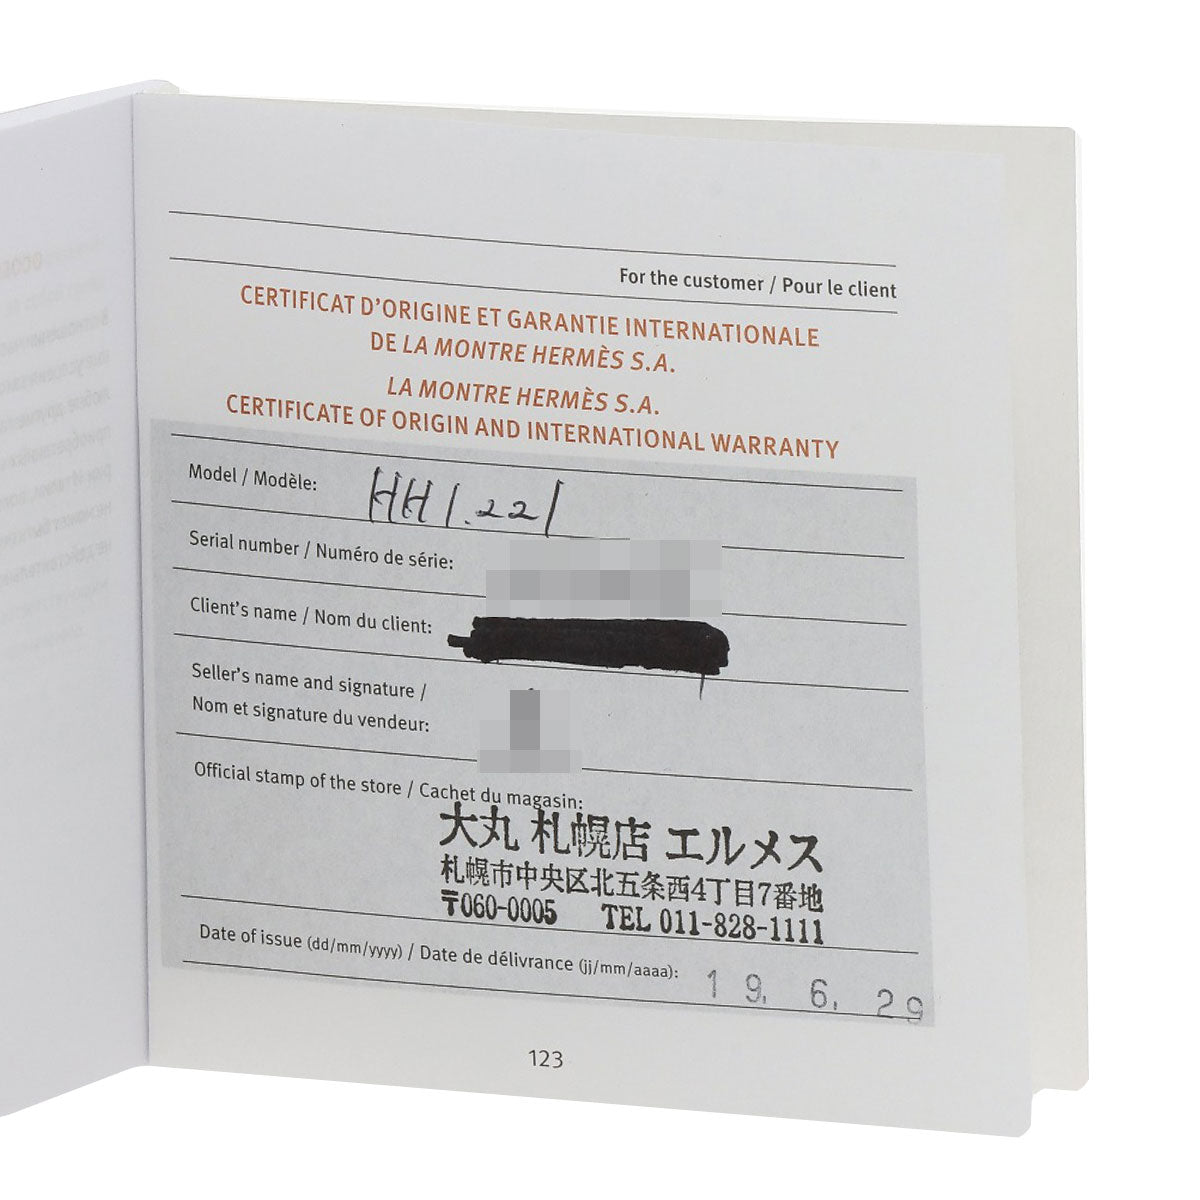 For the customer / Pour le client
CERTIFICAT D'ORIGINE ET GARANTIE INTERNATIONALE
DE LA MONTRE HERMÈS S.A.
LA MONTRE HERMÈS S.A.
CERTIFICATE OF ORIGIN AND INTERNATIONAL WARRANTY
Model / Modèle: HH1.221
Serial number / Numéro de série:
Client's name / Nom du client:
Seller's name and signature /
Nom et signature du vendeur:
Official stamp of the store / Cachet du magasin:
大丸 札幌店 エルメス
札幌市中央区北五条西4丁目7番地
〒060-0005 TEL 011-828-1111
Date of issue (dd/mm/yyyy) / Date de délivrance (jj/mm/aaaa): 19. 6. 29
123